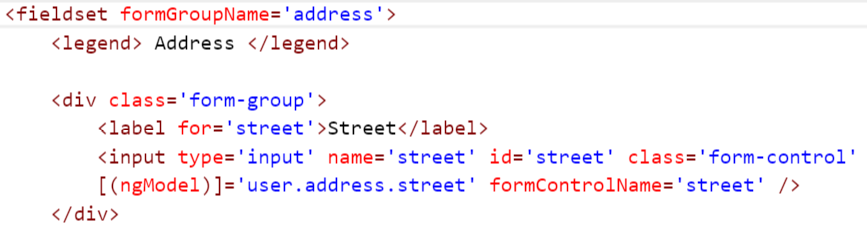 <fieldset formGroupName='address'>
<legend> Address </legend>
<div class='form-group'>
<label for='street'>Street</label>
<input type='input' name='street' id='street' class='form-control'
[(ngModel)]='user.address.street' formControlName='street' />
</div>